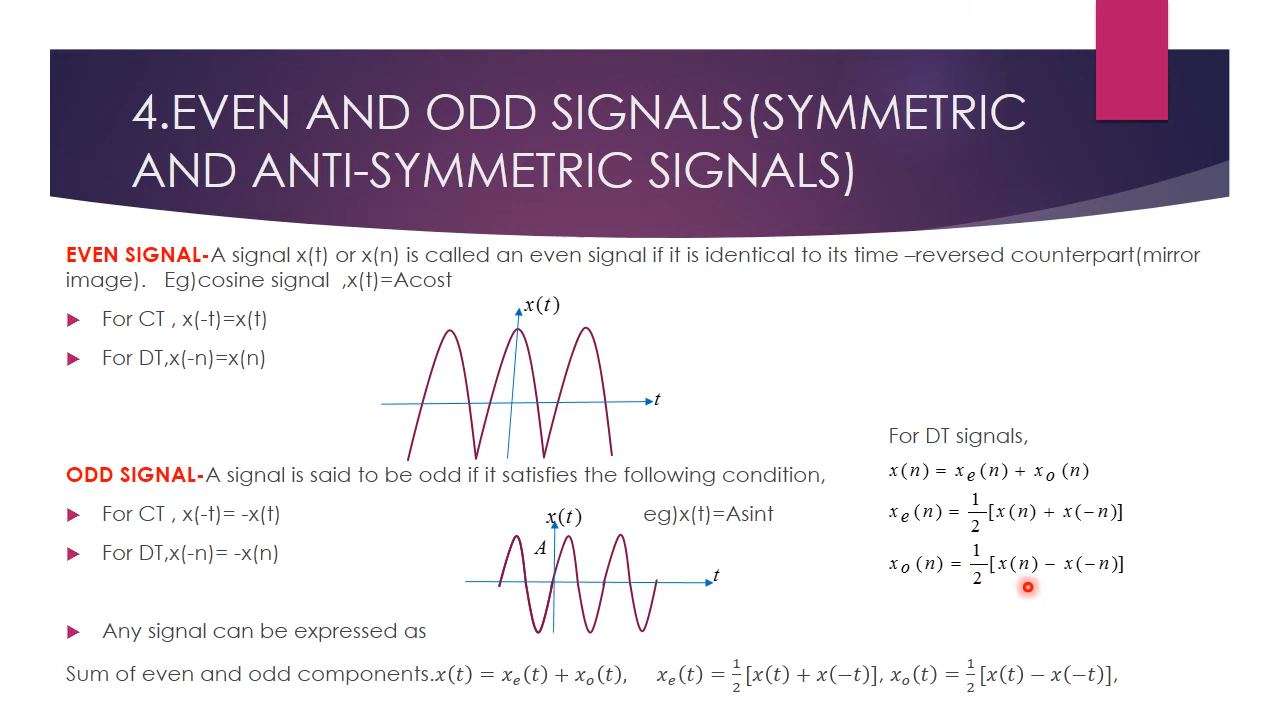 4.EVEN AND ODD SIGNALS(SYMMETRIC
AND ANTI-SYMMETRIC SIGNALS)
EVEN SIGNAL-A signal x(t) or x(n) is called an even signal if it is identical to its time –reversed counterpart(mirror
image). Eg)cosine signal ,x(t)=Acost
x(t)
For CT , x(-t)=x(t)
For DT,x(-n)=x(n)
t
For DT signals,
x(n) = x_e(n) + x_o(n)
x_e(n) = 1/2[x(n) + x(−n)]
x_o(n) = 1/2[x(n) − x(−n)]
ODD SIGNAL-A signal is said to be odd if it satisfies the following condition,
For CT , x(-t)= -x(t)
x(t)
eg)x(t)=Asint
For DT,x(-n)= -x(n)
A
t
Any signal can be expressed as
Sum of even and odd components.x(t) = x_e(t) + x_o(t), x_e(t) = 1/2[x(t) + x(−t)], x_o(t) = 1/2[x(t) − x(−t)],